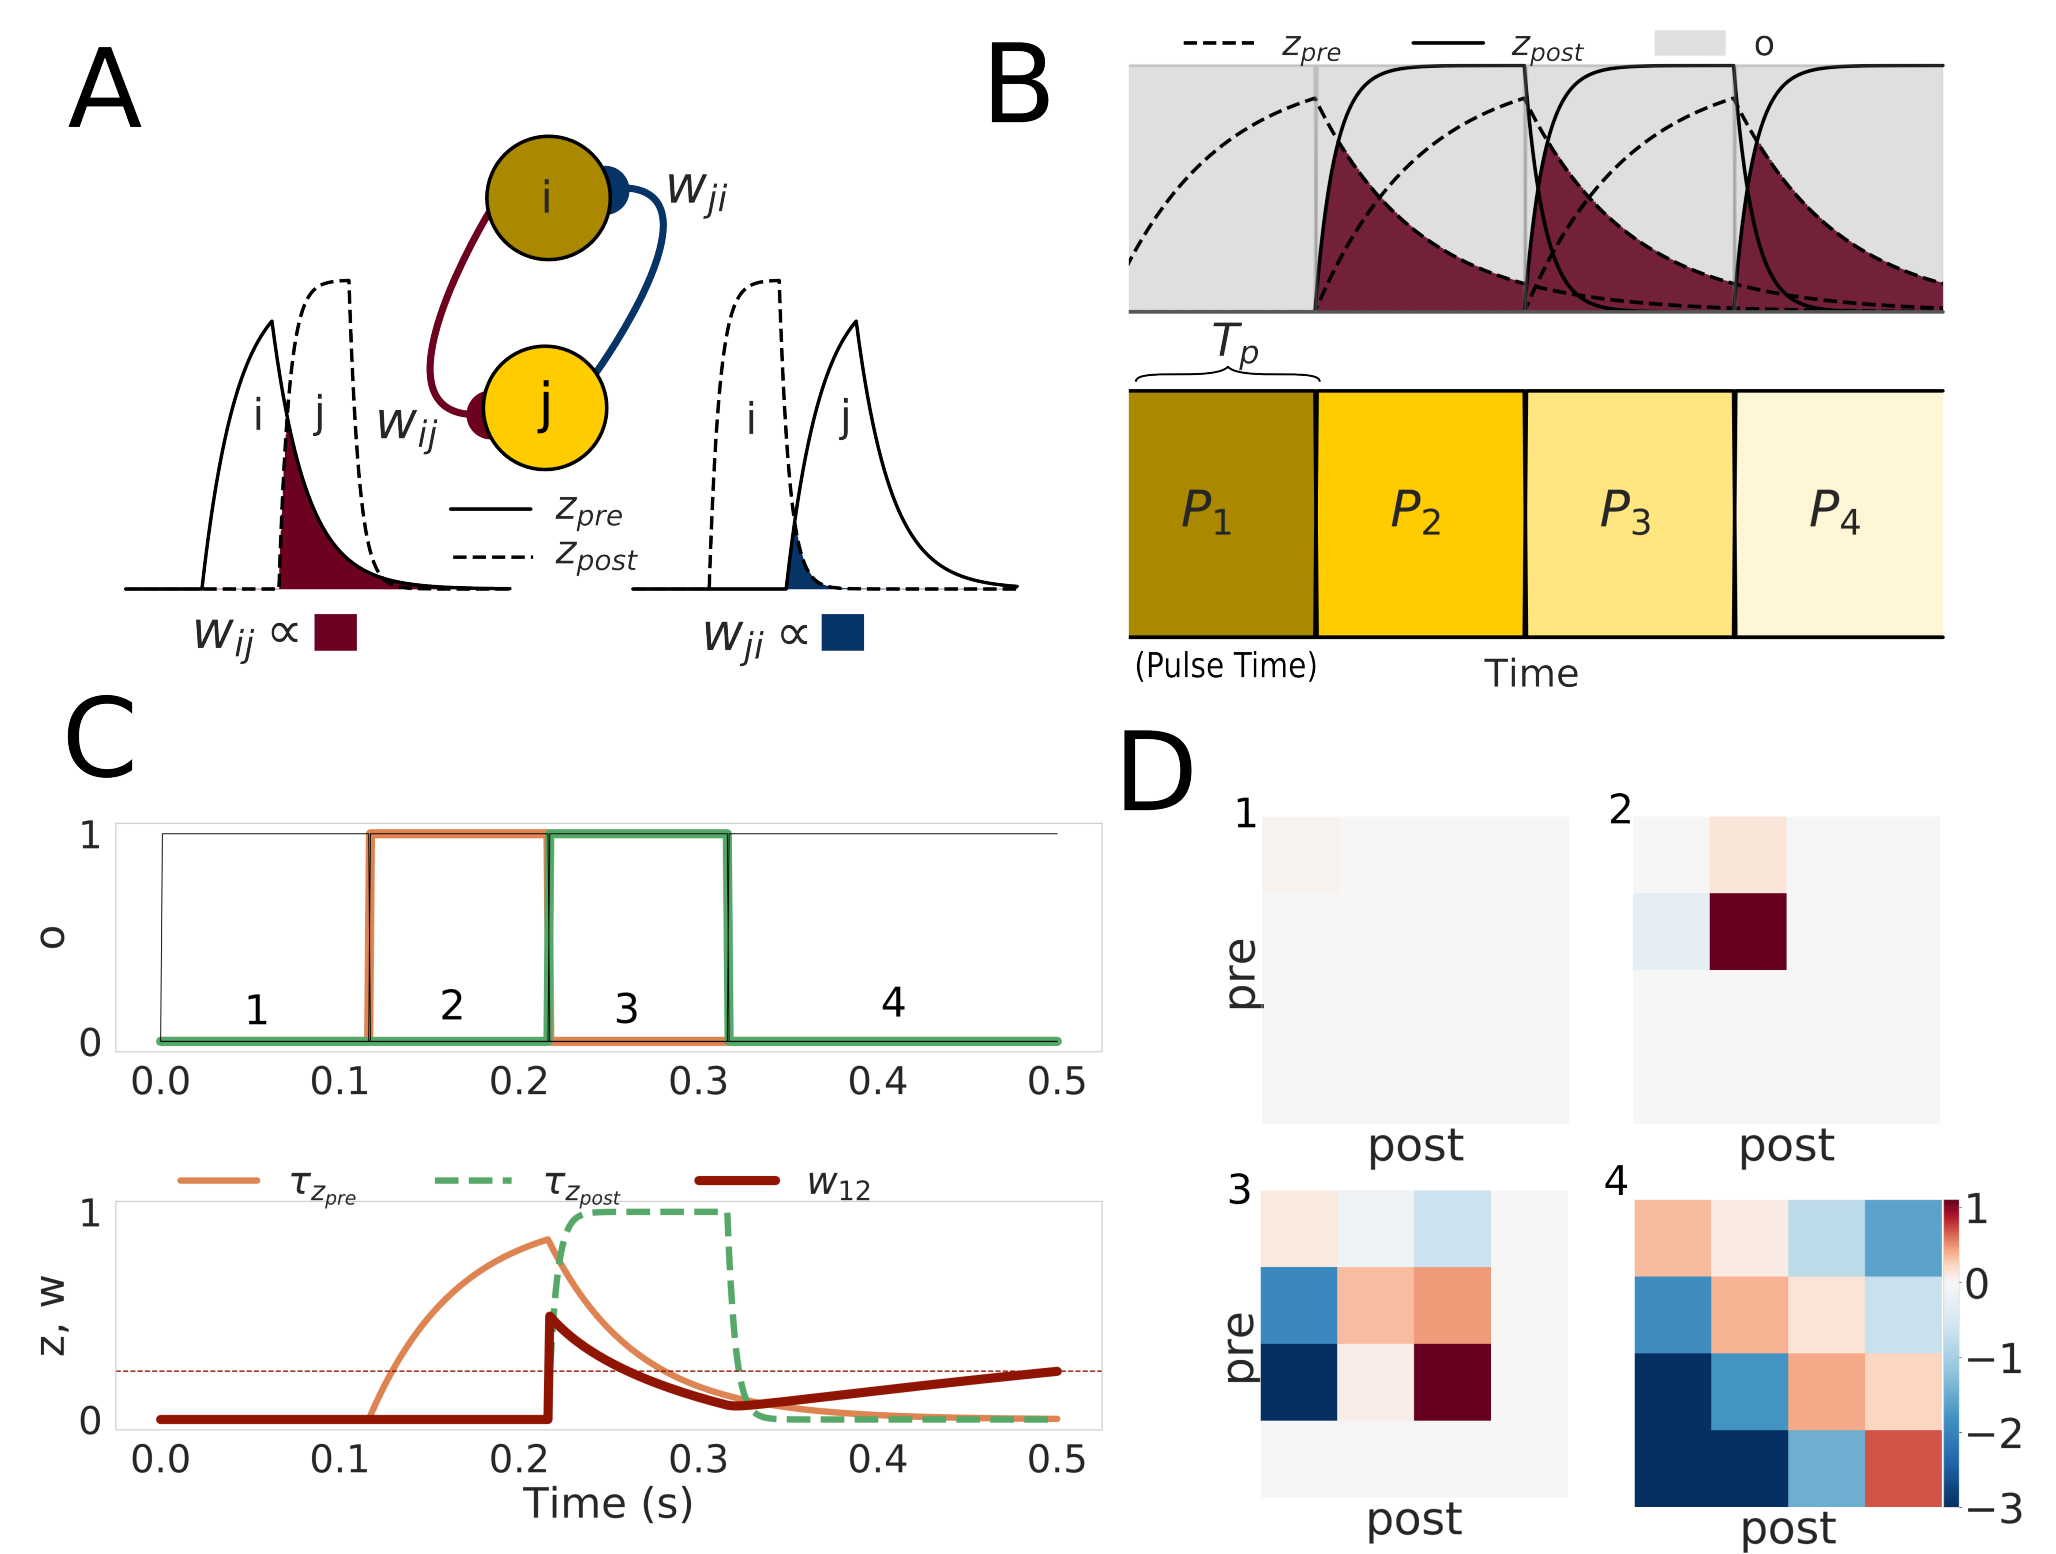 A
i
w_ji
j
w_ij
i j
i j
z_pre
z_post
w_ij ∝
w_ji ∝
B
z_pre z_post o
T_p
P_1 P_2 P_3 P_4
(Pulse Time) Time
C
1
o
0
1 2 3 4
0.0 0.1 0.2 0.3 0.4 0.5
τ_z_pre τ_z_post w_12
1
z, w
0
0.0 0.1 0.2 0.3 0.4 0.5
Time (s)
D
1 2
pre
post post
3 4
pre
1
0
−1
−2
−3
post post